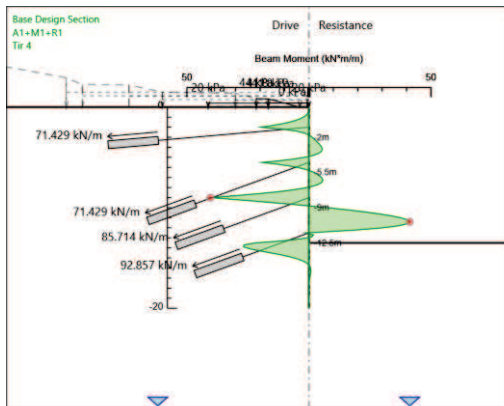 Base Design Section
A1+M1+R1
Tir 4
Drive
Resistance
Beam Moment (kN*m/m)
50
50
20 kPa
0
71.429 kN/m
-2m
-5.5m
71.429 kN/m
-9m
85.714 kN/m
-12.5m
92.857 kN/m
-20